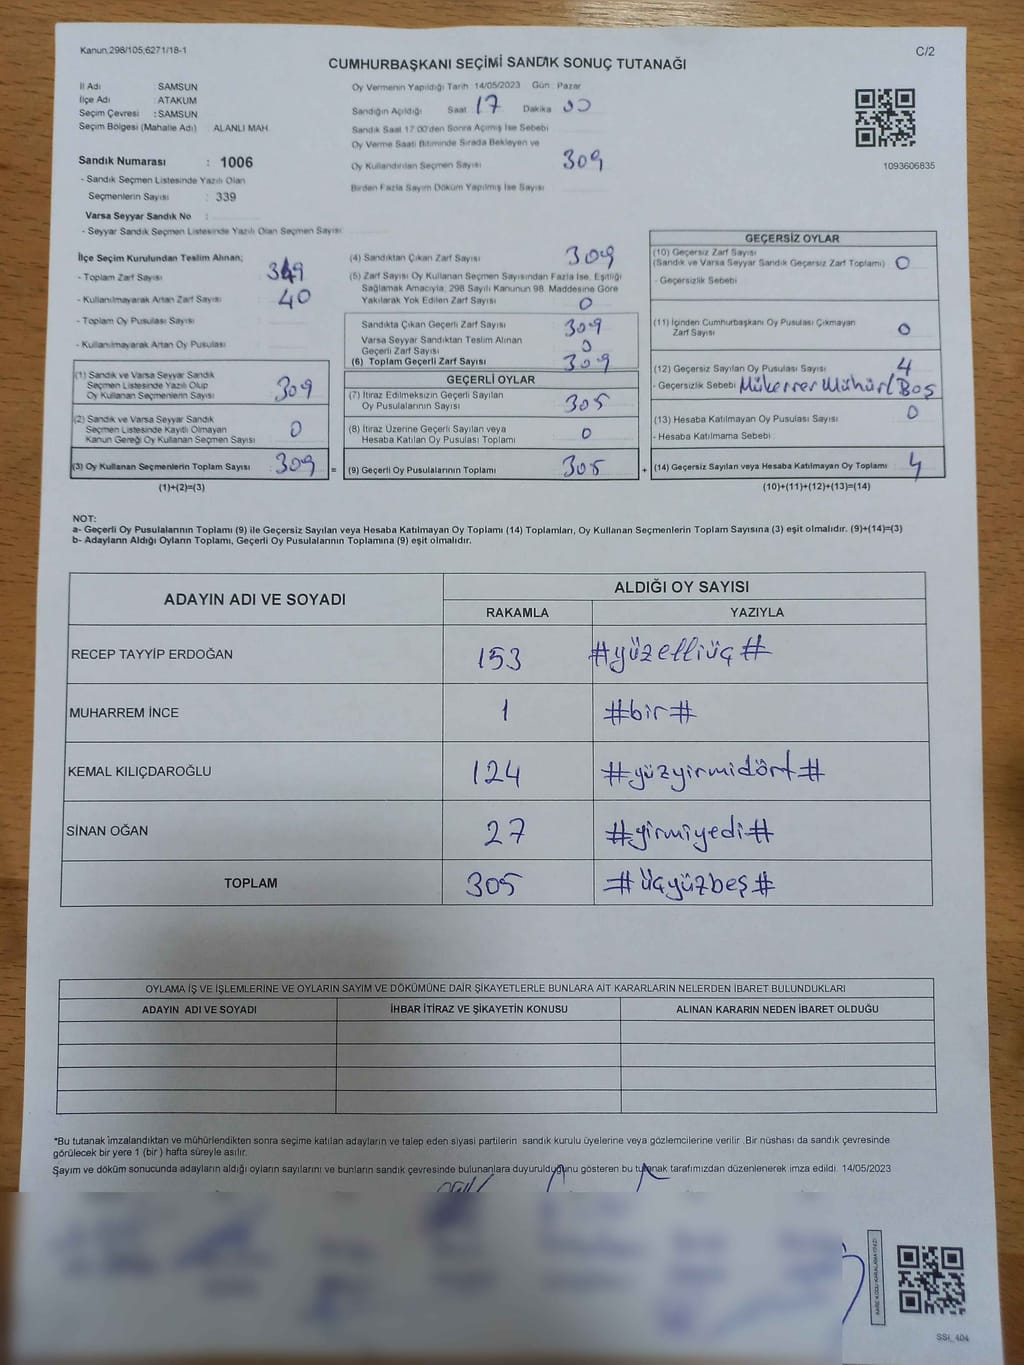 Kanun,298/105;6271/18-1
C/2
CUMHURBAŞKANI SEÇİMİ SANDIK SONUÇ TUTANAĞI
İl Adı SAMSUN
İlçe Adı :ATAKUM
Seçim Çevresi :SAMSUN
Seçim Bölgesi (Mahalle Adı) ALANLI MAH.
Sandık Numarası : 1006
- Sandık Seçmen Listesinde Yazılı Olan
Seçmenlerin Sayısı : 339
Varsa Seyyar Sandık No :
- Seyyar Sandık Seçmen Listesinde Yazılı Olan Seçmen Sayısı:
Oy Vermenin Yapıldığı Tarih 14/05/2023 Gün : Pazar
Sandığın Açıldığı Saat 17 Dakika 00
Sandık Saat 17:00'den Sonra Açılmış İse Sebebi
Oy Verme Saati Bitiminde Sırada Bekleyen ve
Oy Kullandırılan Seçmen Sayısı 309
Birden Fazla Sayım Döküm Yapılmış İse Sayısı
1093606835
İlçe Seçim Kurulundan Teslim Alınan;
- Toplam Zarf Sayısı 349
- Kullanılmayarak Artan Zarf Sayısı 40
- Toplam Oy Pusulası Sayısı
- Kullanılmayarak Artan Oy Pusulası
(1) Sandık ve Varsa Seyyar Sandık
Seçmen Listesinde Yazılı Olup
Oy Kullanan Seçmenlerin Sayısı 309
(2) Sandık ve Varsa Seyyar Sandık
Seçmen Listesinde Kayıtlı Olmayan
Kanun Gereği Oy Kullanan Seçmen Sayısı 0
(3) Oy Kullanan Seçmenlerin Toplam Sayısı 309 =
(1)+(2)=(3)
(4) Sandıktan Çıkan Zarf Sayısı 309
(5) Zarf Sayısı Oy Kullanan Seçmen Sayısından Fazla İse, Eşitliği
Sağlamak Amacıyla; 298 Sayılı Kanunun 98. Maddesine Göre
Yakılarak Yok Edilen Zarf Sayısı 0
Sandıkta Çıkan Geçerli Zarf Sayısı 309
Varsa Seyyar Sandıktan Teslim Alınan
Geçerli Zarf Sayısı 0
(6) Toplam Geçerli Zarf Sayısı 309
GEÇERLİ OYLAR
(7) İtiraz Edilmeksizin Geçerli Sayılan
Oy Pusulalarının Sayısı 305
(8) İtiraz Üzerine Geçerli Sayılan veya
Hesaba Katılan Oy Pusulası Toplamı 0
(9) Geçerli Oy Pusulalarının Toplamı 305 +
GEÇERSİZ OYLAR
(10) Geçersiz Zarf Sayısı
(Sandık ve Varsa Seyyar Sandık Geçersiz Zarf Toplamı) 0
- Geçersizlik Sebebi
(11) İçinden Cumhurbaşkanı Oy Pusulası Çıkmayan
Zarf Sayısı 0
(12) Geçersiz Sayılan Oy Pusulası Sayısı 4
- Geçersizlik Sebebi Mükerrer Mühür/Boş
(13) Hesaba Katılmayan Oy Pusulası Sayısı 0
- Hesaba Katılmama Sebebi
(14) Geçersiz Sayılan veya Hesaba Katılmayan Oy Toplamı 4
(10)+(11)+(12)+(13)=(14)
NOT:
a- Geçerli Oy Pusulalarının Toplamı (9) ile Geçersiz Sayılan veya Hesaba Katılmayan Oy Toplamı (14) Toplamları, Oy Kullanan Seçmenlerin Toplam Sayısına (3) eşit olmalıdır. (9)+(14)=(3)
b- Adayların Aldığı Oyların Toplamı, Geçerli Oy Pusulalarının Toplamına (9) eşit olmalıdır.
ADAYIN ADI VE SOYADI ALDIĞI OY SAYISI
RAKAMLA YAZIYLA
RECEP TAYYİP ERDOĞAN 153 #yüzelliüç#
MUHARREM İNCE 1 #bir#
KEMAL KILIÇDAROĞLU 124 #yüzyirmidört#
SİNAN OĞAN 27 #yirmiyedi#
TOPLAM 305 #üçyüzbeş#
OYLAMA İŞ VE İŞLEMLERİNE VE OYLARIN SAYIM VE DÖKÜMÜNE DAİR ŞİKAYETLERLE BUNLARA AİT KARARLARIN NELERDEN İBARET BULUNDUKLARI
ADAYIN ADI VE SOYADI İHBAR İTİRAZ VE ŞİKAYETİN KONUSU ALINAN KARARIN NEDEN İBARET OLDUĞU
*Bu tutanak imzalandıktan ve mühürlendikten sonra seçime katılan adayların ve talep eden siyasi partilerin sandık kurulu üyelerine veya gözlemcilerine verilir .Bir nüshası da sandık çevresinde
görülecek bir yere 1 (bir ) hafta süreyle asılır.
Sayım ve döküm sonucunda adayların aldığı oyların sayılarını ve bunların sandık çevresinde bulunanlara duyurulduğunu gösteren bu tutanak tarafımızdan düzenlenerek imza edildi. 14/05/2023
KARE KODU KARALAMAYINIZ!
SSI_404